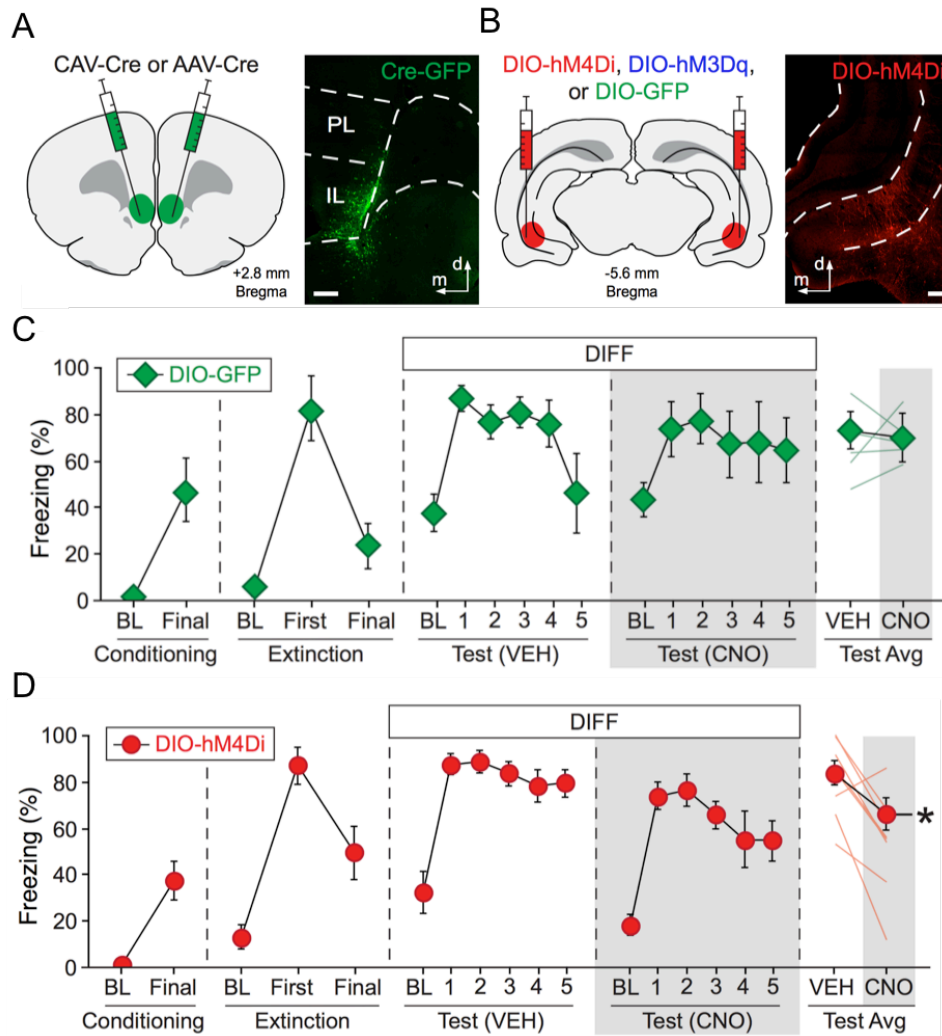 A
CAV-Cre or AAV-Cre
+2.8 mm
Bregma
Cre-GFP
PL
IL
d
m
B
DIO-hM4Di, DIO-hM3Dq,
or DIO-GFP
-5.6 mm
Bregma
DIO-hM4Di
d
m
C
DIFF
DIO-GFP
Freezing (%)
100
80
60
40
20
0
BL Final
Conditioning
BL First Final
Extinction
BL 1 2 3 4 5
Test (VEH)
BL 1 2 3 4 5
Test (CNO)
VEH CNO
Test Avg
D
DIFF
DIO-hM4Di
Freezing (%)
100
80
60
40
20
0
*
BL Final
Conditioning
BL First Final
Extinction
BL 1 2 3 4 5
Test (VEH)
BL 1 2 3 4 5
Test (CNO)
VEH CNO
Test Avg